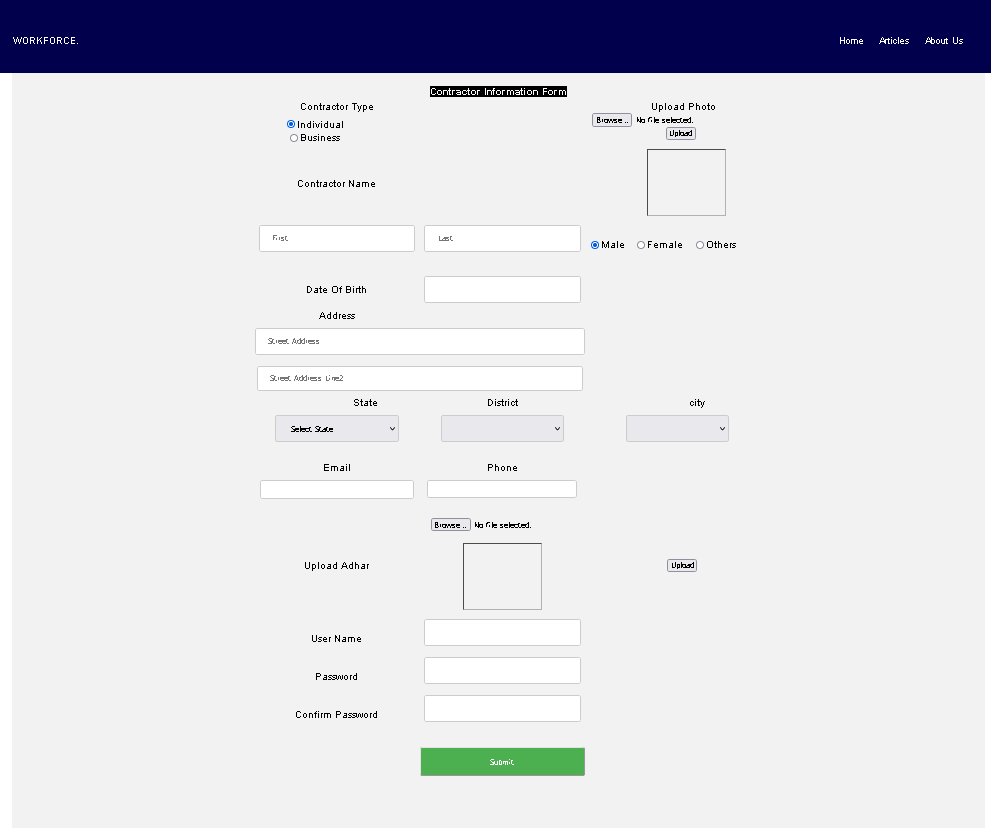 WORKFORCE.
Home Articles About Us
Contractor Information Form
Contractor Type
Upload Photo
Individual
Business
Browse... No file selected.
Upload
Contractor Name
First
Last
Male Female Others
Date Of Birth
Address
Street Address
Street Address Line2
State District city
Select State
Email Phone
Browse... No file selected.
Upload Adhar
Upload
User Name
Password
Confirm Password
Submit